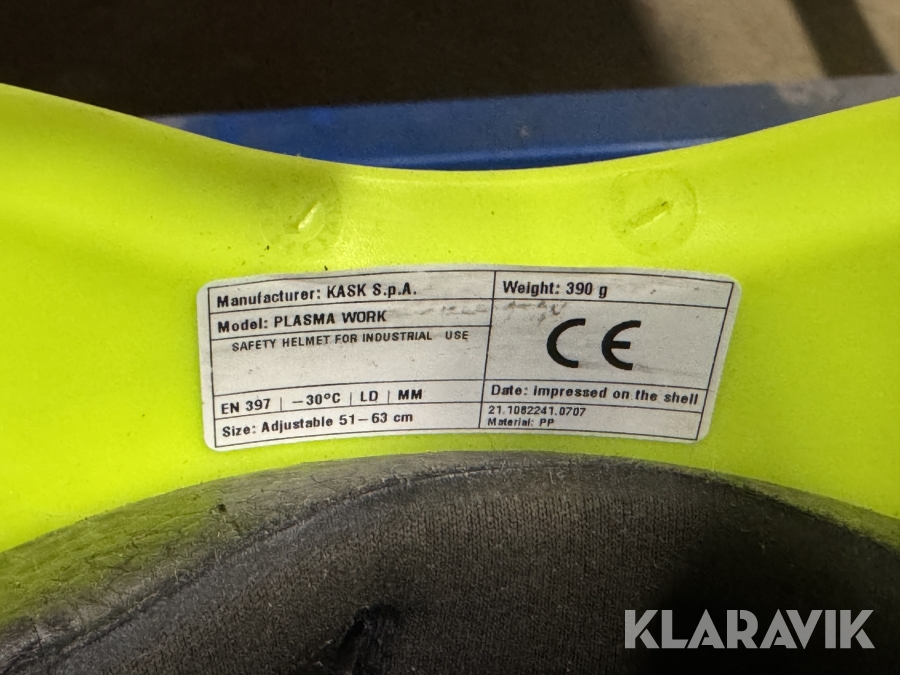 Manufacturer: KASK S.p.A.
Model: PLASMA WORK
SAFETY HELMET FOR INDUSTRIAL USE
EN 397 | −30°C | LD | MM
Size: Adjustable 51−63 cm
Weight: 390 g
CE
Date: Impressed on the shell
21.1082241.0707
Material: PP
KLARAVIK